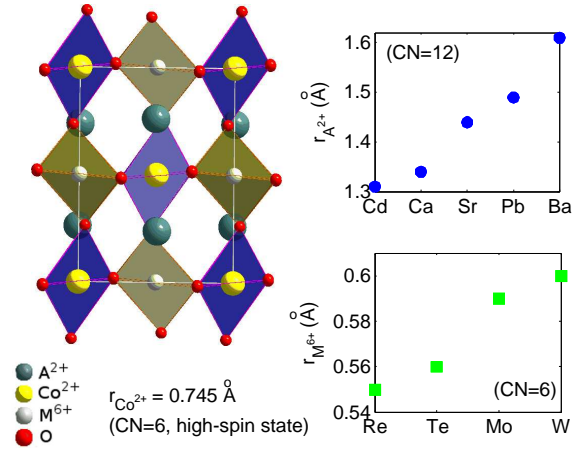 A²⁺
Co²⁺
M⁶⁺
O
r_Co²⁺ = 0.745 Å
(CN=6, high-spin state)
(CN=12)
r_A²⁺ (Å)
1.6
1.5
1.4
1.3
Cd Ca Sr Pb Ba
r_M⁶⁺ (Å)
0.6
0.58
0.56
0.54
(CN=6)
Re Te Mo W